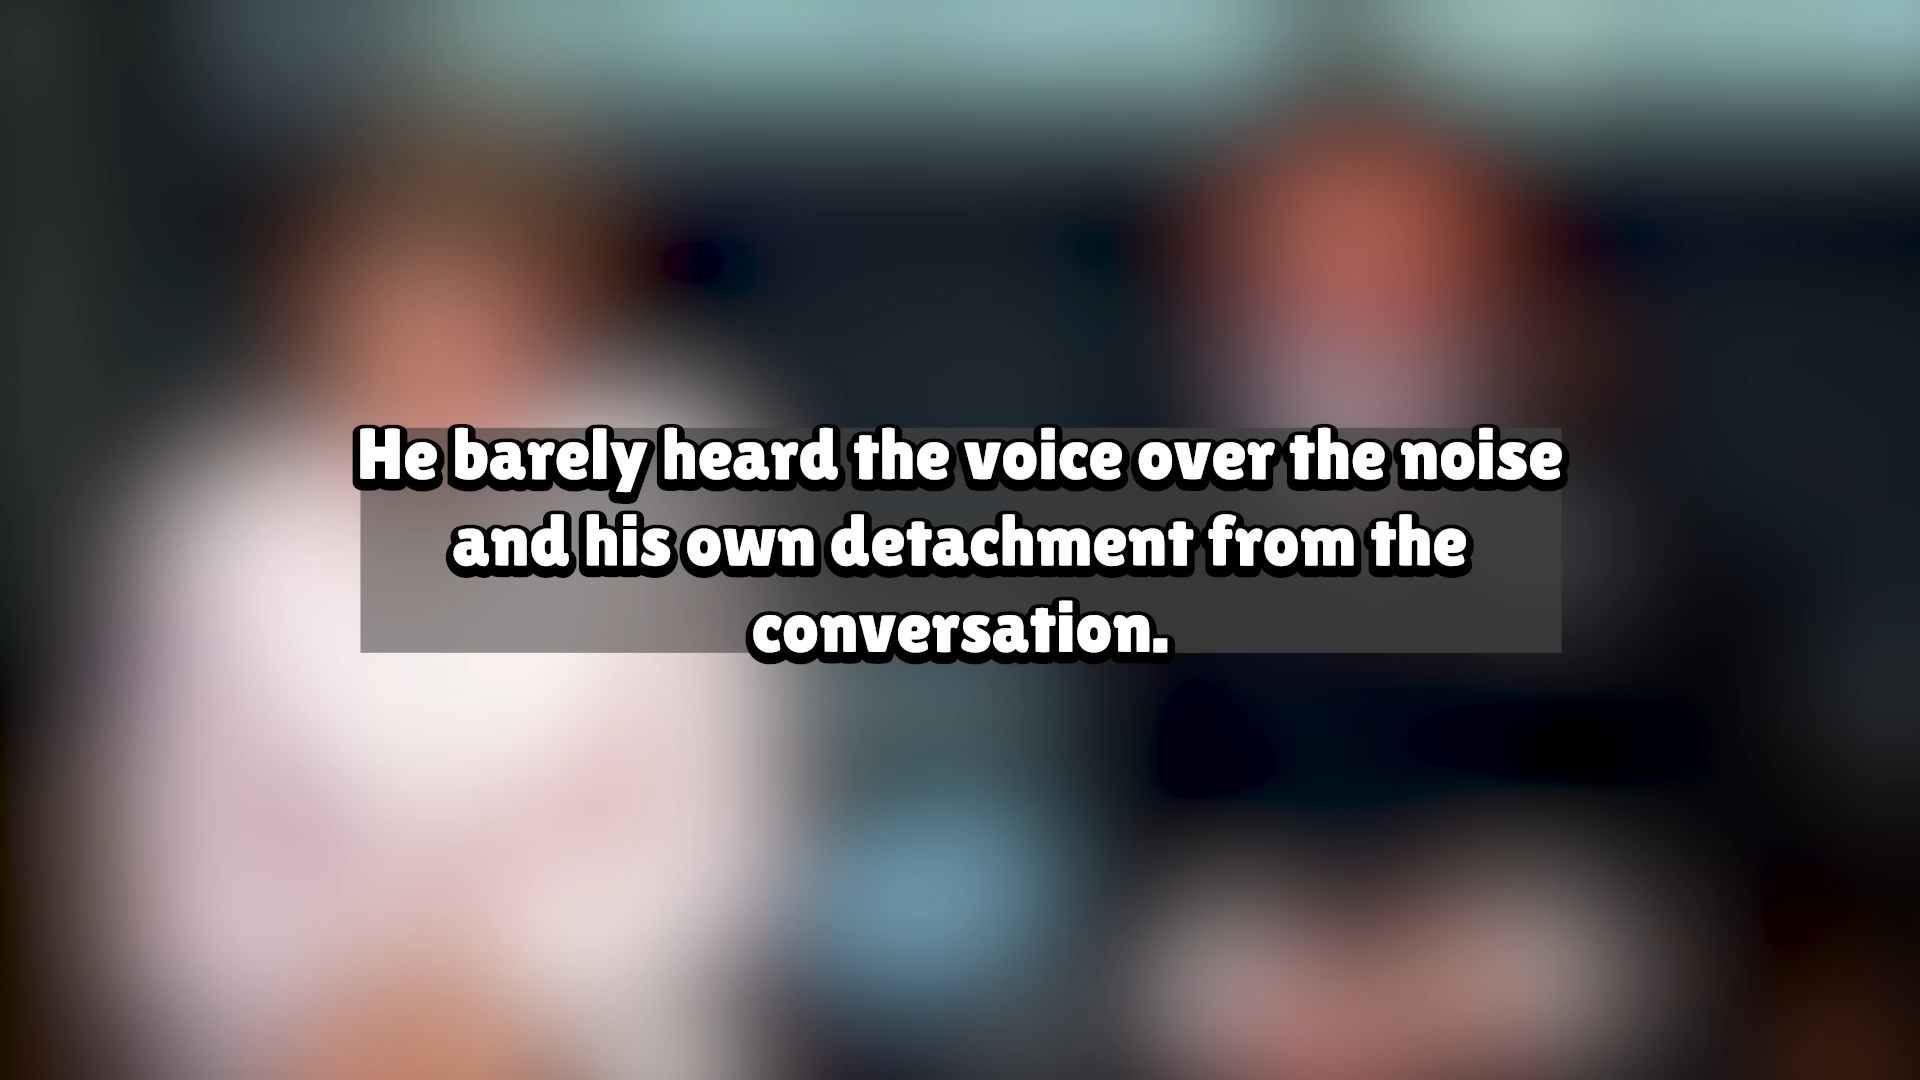 He barely heard the voice over the noise
and his own detachment from the
conversation.